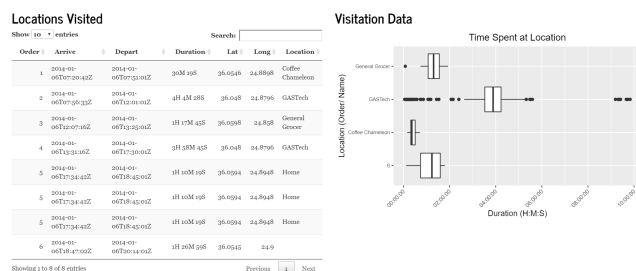 Locations Visited
Show 10 entries
Search:
Order Arrive Depart Duration Lat Long Location
1 2014-01-06T07:20:42Z 2014-01-06T07:51:01Z 30M 19S 36.0546 24.8898 Coffee Chameleon
2 2014-01-06T07:56:33Z 2014-01-06T12:01:01Z 4H 4M 28S 36.048 24.8796 GASTech
3 2014-01-06T12:07:16Z 2014-01-06T13:25:01Z 1H 17M 45S 36.0598 24.858 General Grocer
4 2014-01-06T13:31:16Z 2014-01-06T17:30:01Z 3H 58M 45S 36.048 24.8796 GASTech
5 2014-01-06T17:34:42Z 2014-01-06T18:45:01Z 1H 10M 19S 36.0594 24.8948 Home
5 2014-01-06T17:34:42Z 2014-01-06T18:45:01Z 1H 10M 19S 36.0594 24.8948 Home
5 2014-01-06T17:34:42Z 2014-01-06T18:45:01Z 1H 10M 19S 36.0594 24.8948 Home
6 2014-01-06T18:47:02Z 2014-01-06T20:14:01Z 1H 26M 59S 36.0545 24.9
Showing 1 to 8 of 8 entries
Previous 1 Next
Visitation Data
Time Spent at Location
Location (Order/ Name)
General Grocer
GASTech
Coffee Chameleon
6
00:00:00 02:00:00 04:00:00 06:00:00 08:00:00 10:00:00
Duration (H:M:S)